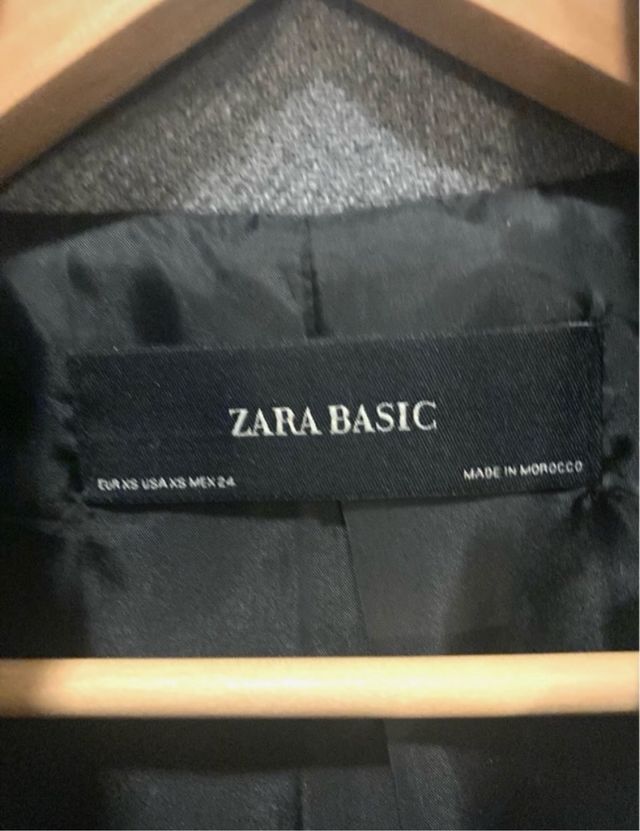 ZARA BASIC
EUR XS USA XS MEX 24
MADE IN MOROCCO